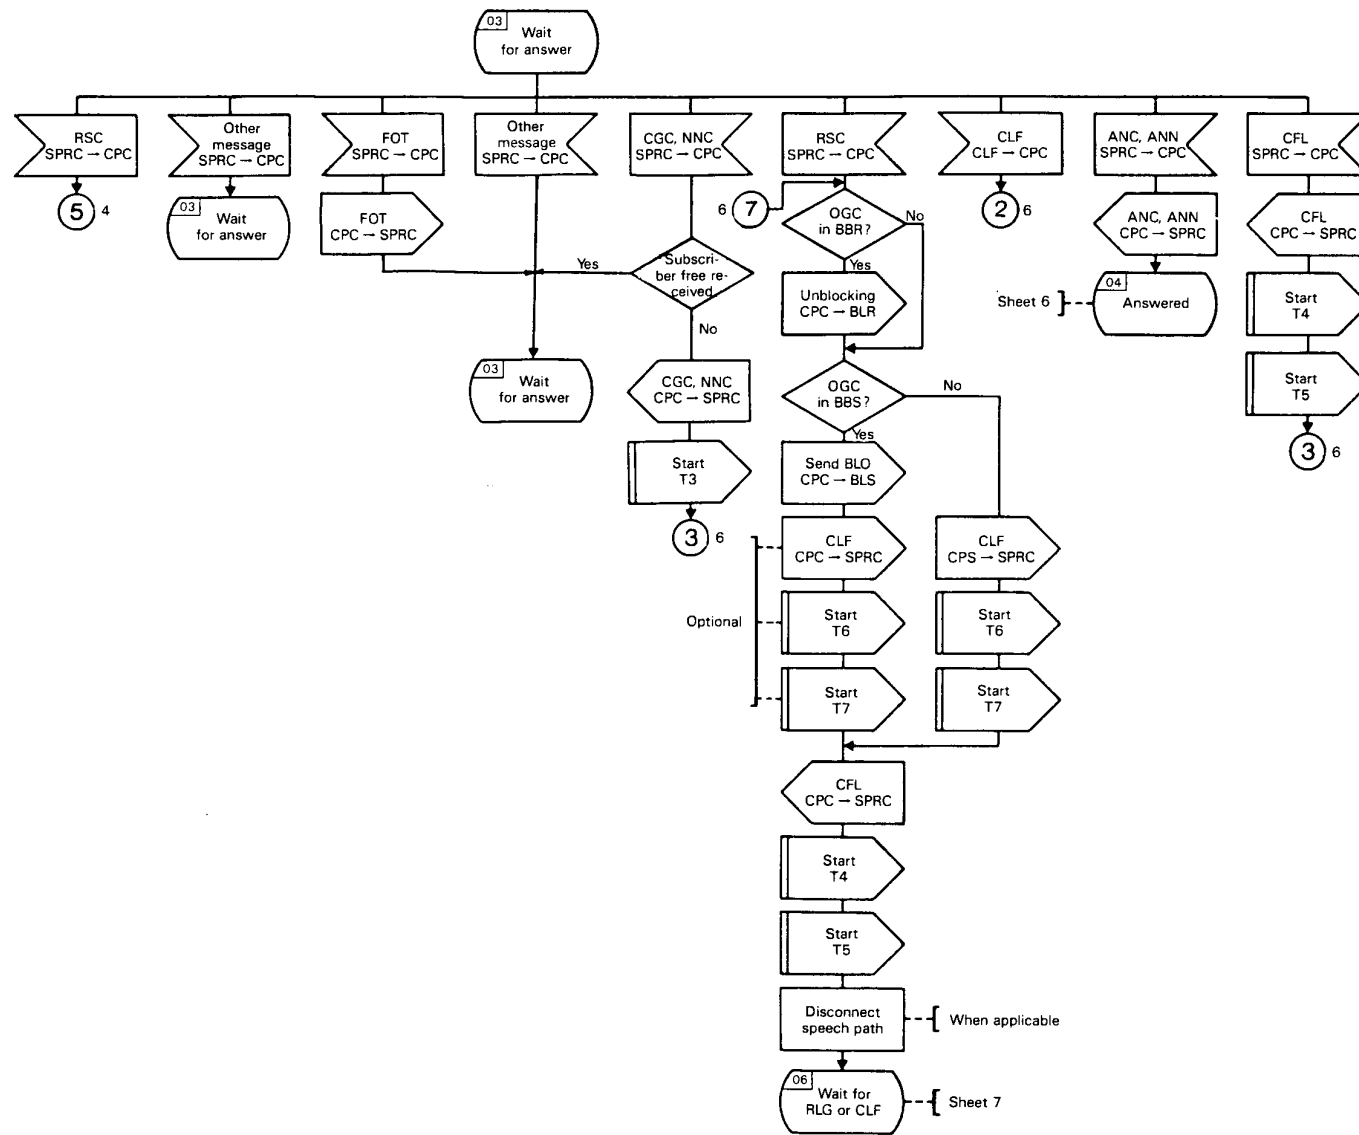 03
Wait
for answer
RSC
SPRC → CPC
Other
message
SPRC → CPC
FOT
SPRC → CPC
Other
message
SPRC → CPC
CGC, NNC
SPRC → CPC
RSC
SPRC → CPC
CLF
CLF → CPC
ANC, ANN
SPRC → CPC
CFL
SPRC → CPC
5 4
03
Wait
for answer
FOT
CPC → SPRC
6 7
OGC
in BBR?
No
2 6
ANC, ANN
CPC → SPRC
CFL
CPC → SPRC
Yes
Subscri-
ber free re-
ceived
Yes
No
Unblocking
CPC → BLR
Sheet 6
04
Answered
Start
T4
03
Wait
for answer
CGC, NNC
CPC → SPRC
OGC
in BBS?
No
Yes
Start
T5
3 6
Start
T3
Send BLO
CPC → BLS
3 6
CLF
CPC → SPRC
CLF
CPS → SPRC
Optional
Start
T6
Start
T6
Start
T7
Start
T7
CFL
CPC → SPRC
Start
T4
Start
T5
Disconnect
speech path
When applicable
06
Wait for
RLG or CLF
Sheet 7